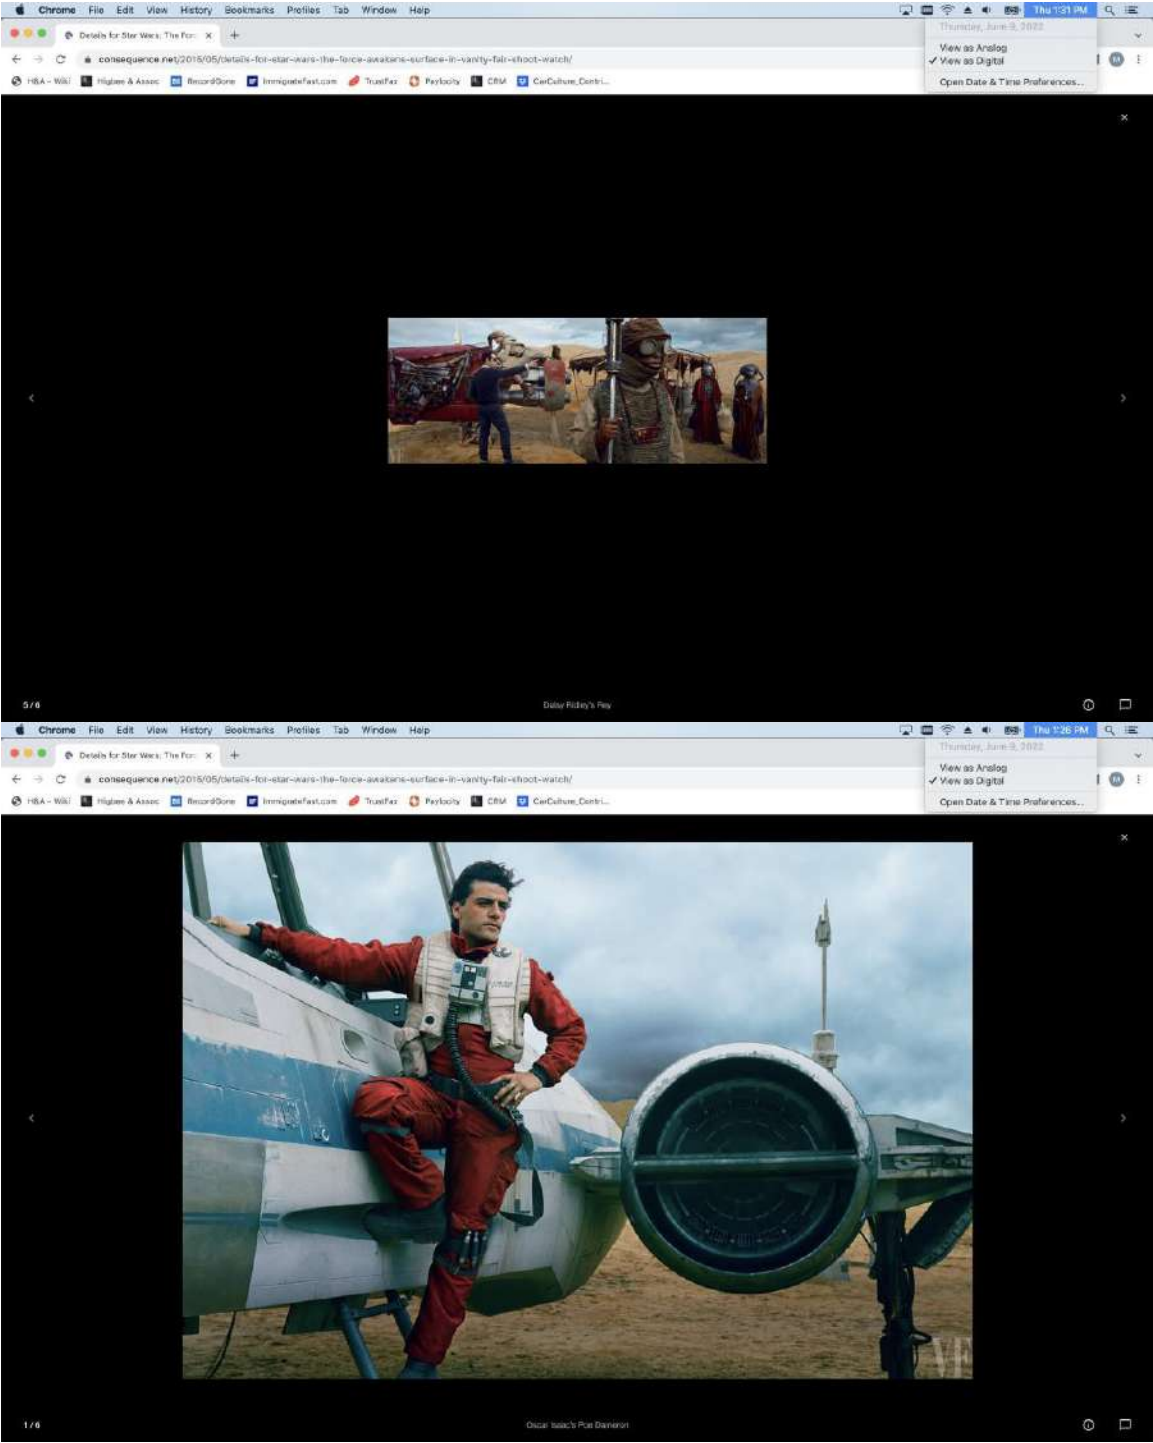 Chrome File Edit View History Bookmarks Profiles Tab Window Help Thu 1:31 PM
Thursday, June 9, 2022
Details for Star Wars: The For
View as Analog
consequence.net/2015/05/details-for-star-wars-the-force-awakens-surface-in-vanity-fair-shoot-watch/
✓ View as Digital
H&A – Wiki Higbee & Assoc RecordGone ImmigrateFast.com TrustFax Paylocity CRM CarCulture_Contri...
Open Date & Time Preferences...
5 / 6
Daisy Ridley's Rey
Chrome File Edit View History Bookmarks Profiles Tab Window Help Thu 1:26 PM
Thursday, June 9, 2022
Details for Star Wars: The For
View as Analog
consequence.net/2015/05/details-for-star-wars-the-force-awakens-surface-in-vanity-fair-shoot-watch/
✓ View as Digital
H&A – Wiki Higbee & Assoc RecordGone ImmigrateFast.com TrustFax Paylocity CRM CarCulture_Contri...
Open Date & Time Preferences...
VF
1 / 6
Oscar Isaac's Poe Dameron